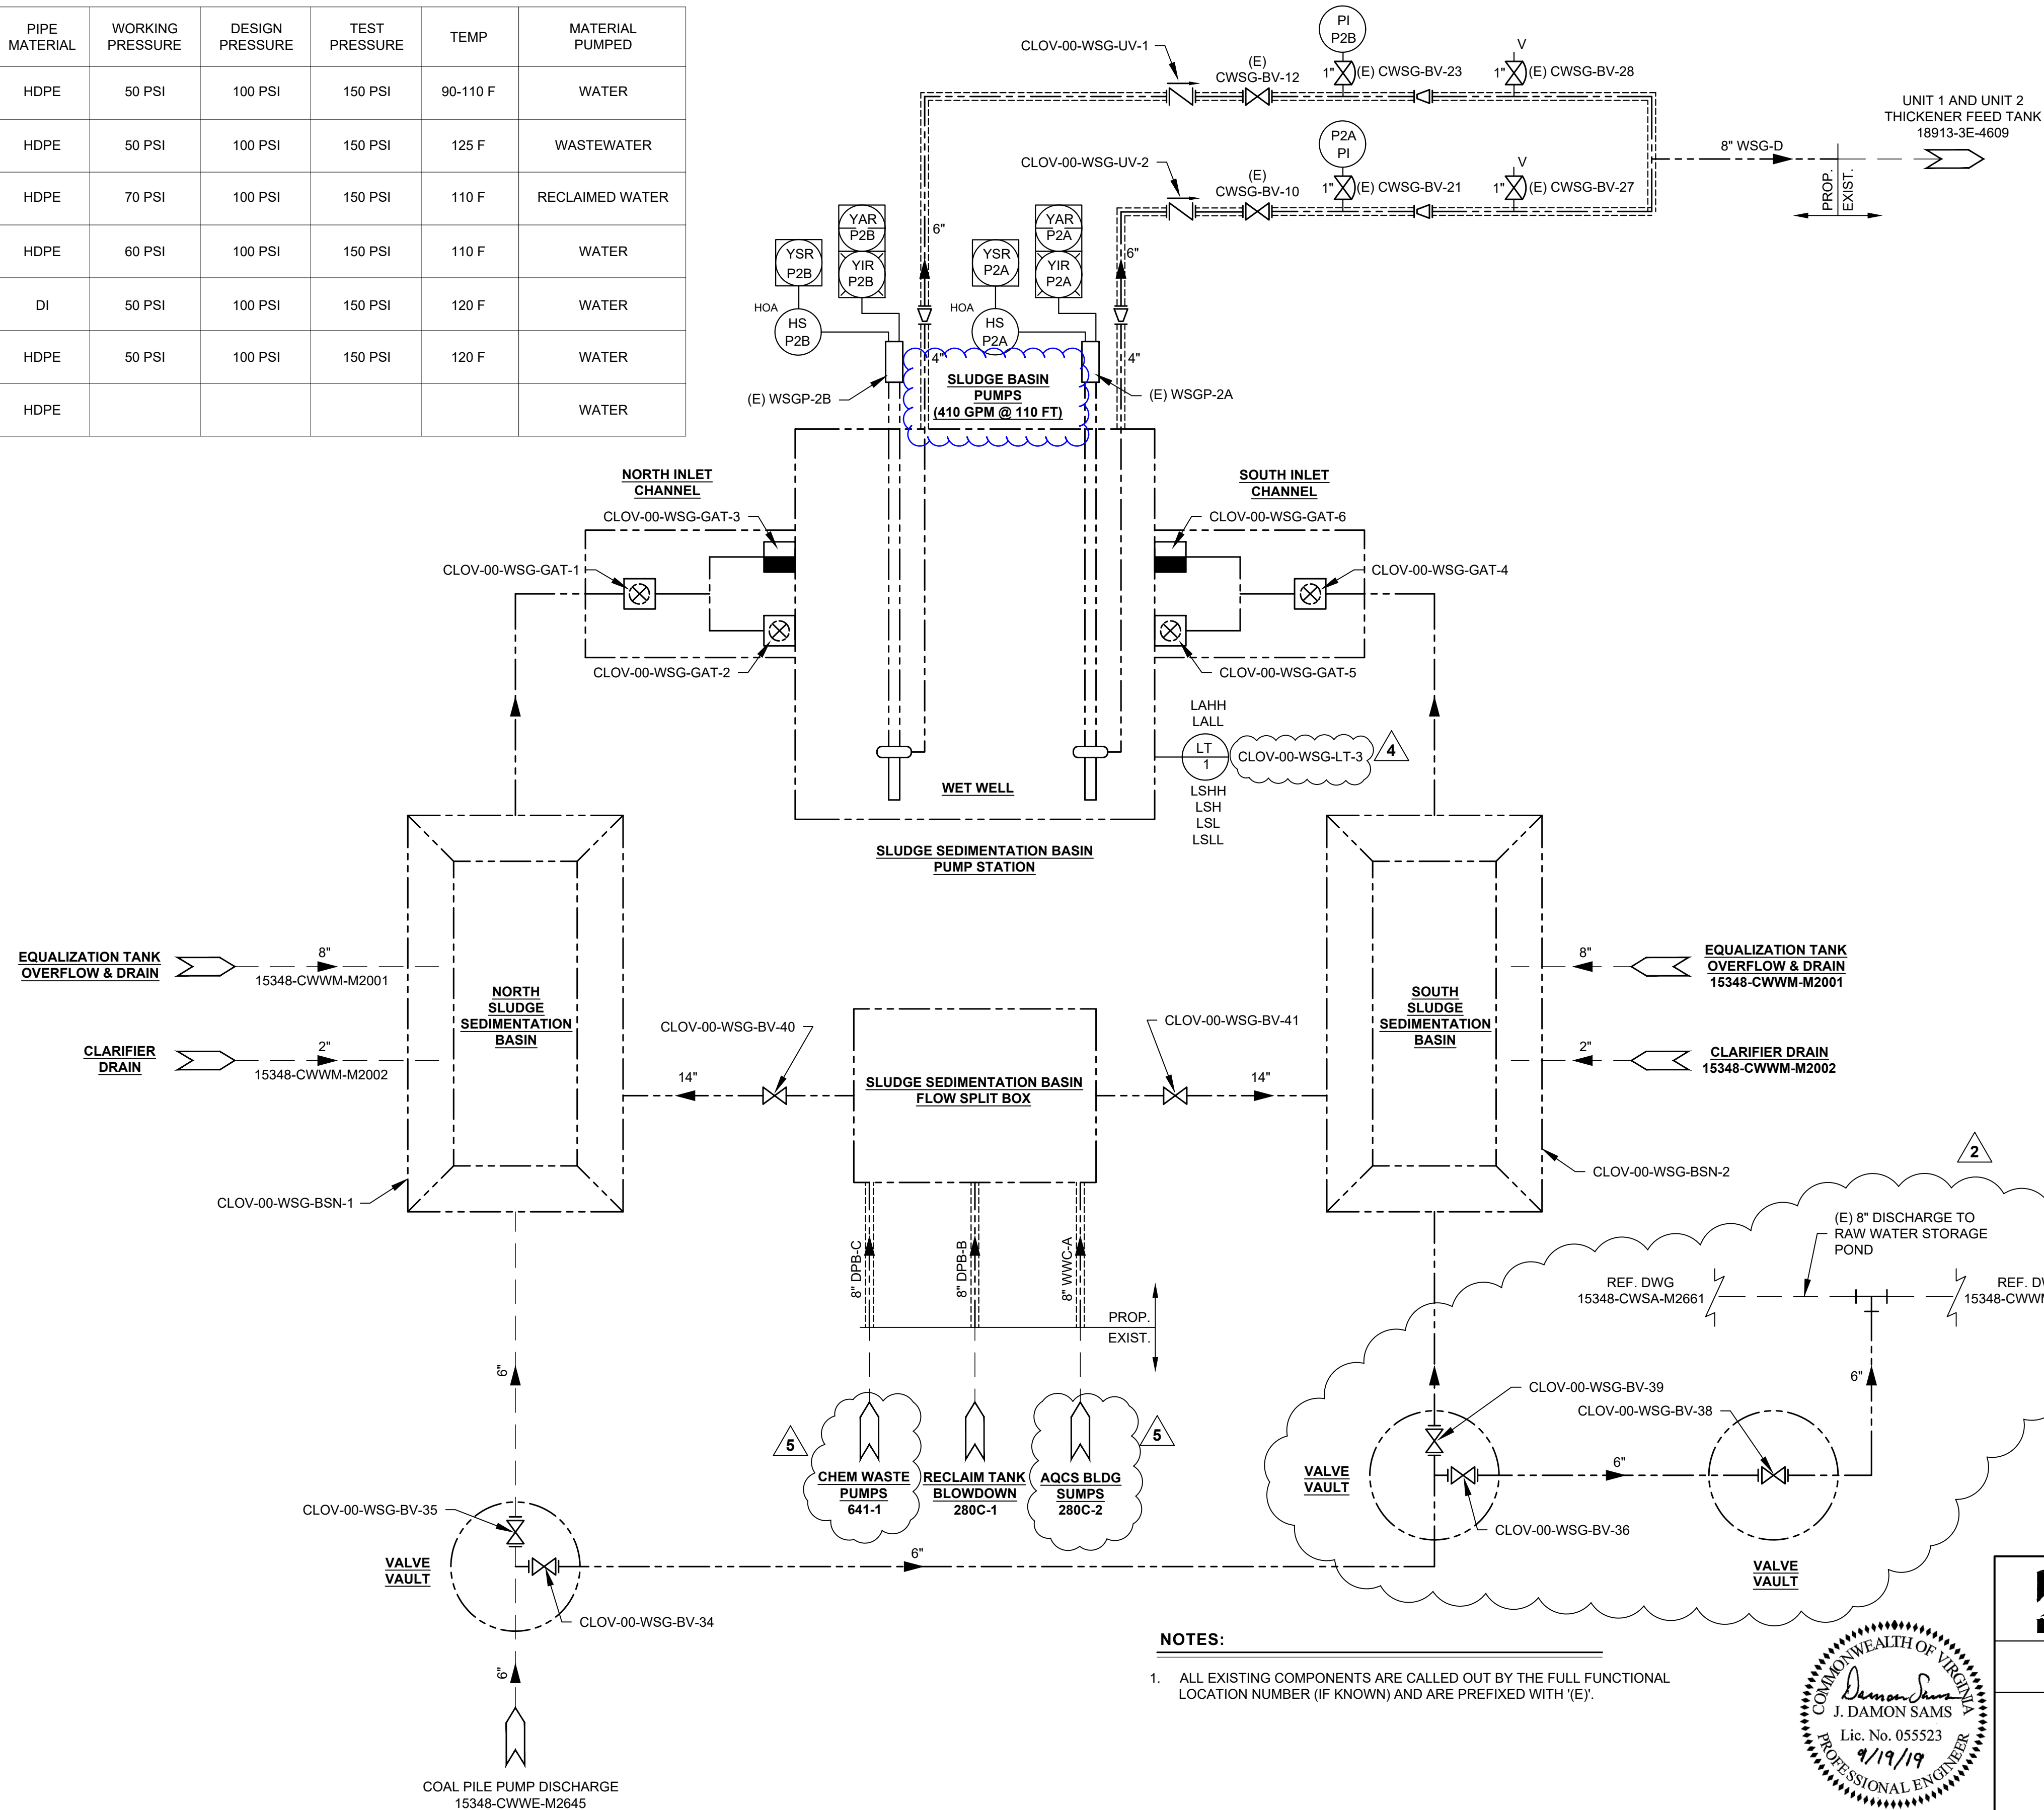 PIPE MATERIAL WORKING PRESSURE DESIGN PRESSURE TEST PRESSURE TEMP MATERIAL PUMPED
HDPE 50 PSI 100 PSI 150 PSI 90-110 F WATER
HDPE 50 PSI 100 PSI 150 PSI 125 F WASTEWATER
HDPE 70 PSI 100 PSI 150 PSI 110 F RECLAIMED WATER
HDPE 60 PSI 100 PSI 150 PSI 110 F WATER
DI 50 PSI 100 PSI 150 PSI 120 F WATER
HDPE 50 PSI 100 PSI 150 PSI 120 F WATER
HDPE WATER
PI
P2B
CLOV-00-WSG-UV-1
(E)
CWSG-BV-12
1"
(E) CWSG-BV-23
V
1"
(E) CWSG-BV-28
UNIT 1 AND UNIT 2
THICKENER FEED TANK
18913-3E-4609
8" WSG-D
PROP.
EXIST.
P2A
PI
CLOV-00-WSG-UV-2
(E)
CWSG-BV-10
1"
(E) CWSG-BV-21
V
1"
(E) CWSG-BV-27
YAR
P2B
YSR
P2B
YIR
P2B
HOA
HS
P2B
6"
YAR
P2A
YSR
P2A
YIR
P2A
HOA
HS
P2A
6"
4"
4"
SLUDGE BASIN
PUMPS
(410 GPM @ 110 FT)
(E) WSGP-2B
(E) WSGP-2A
NORTH INLET
CHANNEL
CLOV-00-WSG-GAT-3
CLOV-00-WSG-GAT-1
CLOV-00-WSG-GAT-2
SOUTH INLET
CHANNEL
CLOV-00-WSG-GAT-6
CLOV-00-WSG-GAT-4
CLOV-00-WSG-GAT-5
LAHH
LALL
LT
1
CLOV-00-WSG-LT-3
4
LSHH
LSH
LSL
LSLL
WET WELL
SLUDGE SEDIMENTATION BASIN
PUMP STATION
EQUALIZATION TANK
OVERFLOW & DRAIN
8"
15348-CWWM-M2001
CLARIFIER
DRAIN
2"
15348-CWWM-M2002
NORTH
SLUDGE
SEDIMENTATION
BASIN
CLOV-00-WSG-BSN-1
CLOV-00-WSG-BV-40
14"
SLUDGE SEDIMENTATION BASIN
FLOW SPLIT BOX
CLOV-00-WSG-BV-41
14"
SOUTH
SLUDGE
SEDIMENTATION
BASIN
8"
EQUALIZATION TANK
OVERFLOW & DRAIN
15348-CWWM-M2001
2"
CLARIFIER DRAIN
15348-CWWM-M2002
CLOV-00-WSG-BSN-2
2
8" DPB-C
8" DPB-B
8" WWC-A
PROP.
EXIST.
5
CHEM WASTE
PUMPS
641-1
RECLAIM TANK
BLOWDOWN
280C-1
AQCS BLDG
SUMPS
280C-2
5
(E) 8" DISCHARGE TO
RAW WATER STORAGE
POND
REF. DWG
15348-CWSA-M2661
REF.
6"
CLOV-00-WSG-BV-39
CLOV-00-WSG-BV-38
VALVE
VAULT
6"
CLOV-00-WSG-BV-36
VALVE
VAULT
6"
CLOV-00-WSG-BV-35
VALVE
VAULT
6"
CLOV-00-WSG-BV-34
6"
COAL PILE PUMP DISCHARGE
15348-CWWE-M2645
NOTES:
1. ALL EXISTING COMPONENTS ARE CALLED OUT BY THE FULL FUNCTIONAL
LOCATION NUMBER (IF KNOWN) AND ARE PREFIXED WITH '(E)'.
COMMONWEALTH OF VIRGINIA
Damon Sams
J. DAMON SAMS
Lic. No. 055523
9/19/19
PROFESSIONAL ENGINEER